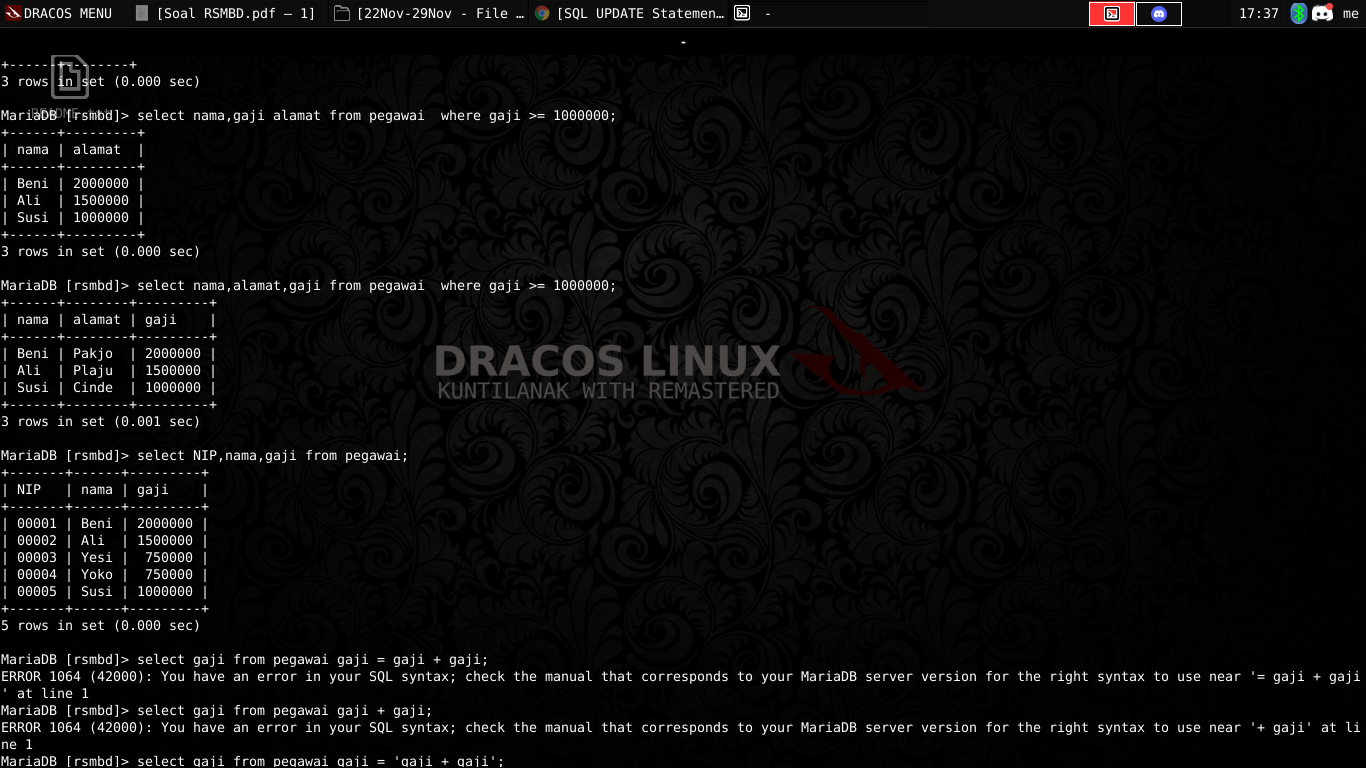 DRACOS MENU [Soal RSMBD.pdf — 1] [22Nov-29Nov - File … [SQL UPDATE Statemen… - 17:37 me
-
+------+--------+
3 rows in set (0.000 sec)
README.txt
MariaDB [rsmbd]> select nama,gaji alamat from pegawai  where gaji >= 1000000;
+------+---------+
| nama | alamat  |
+------+---------+
| Beni | 2000000 |
| Ali  | 1500000 |
| Susi | 1000000 |
+------+---------+
3 rows in set (0.000 sec)
MariaDB [rsmbd]> select nama,alamat,gaji from pegawai  where gaji >= 1000000;
+------+--------+---------+
| nama | alamat | gaji    |
+------+--------+---------+
| Beni | Pakjo  | 2000000 |
| Ali  | Plaju  | 1500000 |
| Susi | Cinde  | 1000000 |
+------+--------+---------+
3 rows in set (0.001 sec)
DRACOS LINUX
KUNTILANAK WITH REMASTERED
MariaDB [rsmbd]> select NIP,nama,gaji from pegawai;
+-------+------+---------+
| NIP   | nama | gaji    |
+-------+------+---------+
| 00001 | Beni | 2000000 |
| 00002 | Ali  | 1500000 |
| 00003 | Yesi |  750000 |
| 00004 | Yoko |  750000 |
| 00005 | Susi | 1000000 |
+-------+------+---------+
5 rows in set (0.000 sec)
MariaDB [rsmbd]> select gaji from pegawai gaji = gaji + gaji;
ERROR 1064 (42000): You have an error in your SQL syntax; check the manual that corresponds to your MariaDB server version for the right syntax to use near '= gaji + gaji
' at line 1
MariaDB [rsmbd]> select gaji from pegawai gaji + gaji;
ERROR 1064 (42000): You have an error in your SQL syntax; check the manual that corresponds to your MariaDB server version for the right syntax to use near '+ gaji' at li
ne 1
MariaDB [rsmbd]> select gaji from pegawai gaji = 'gaji + gaji';